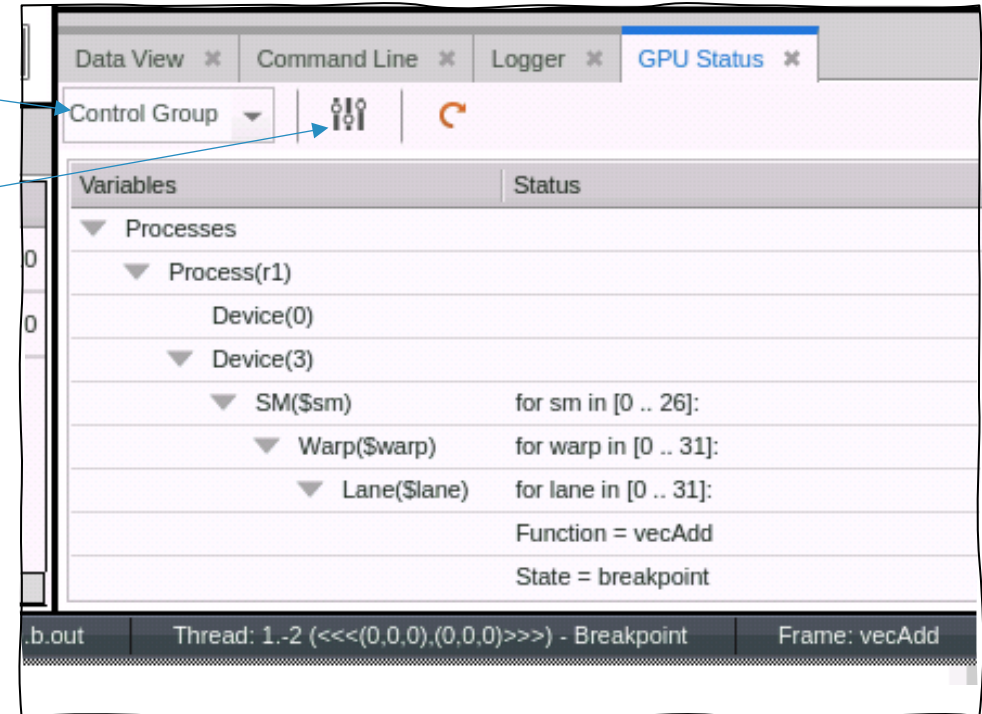 Data View Command Line Logger GPU Status
Control Group
Variables Status
Processes
0
Process(r1)
Device(0)
0
Device(3)
SM($sm) for sm in [0 .. 26]:
Warp($warp) for warp in [0 .. 31]:
Lane($lane) for lane in [0 .. 31]:
Function = vecAdd
State = breakpoint
.b.out Thread: 1.-2 (<<<(0,0,0),(0,0,0)>>>) - Breakpoint Frame: vecAdd